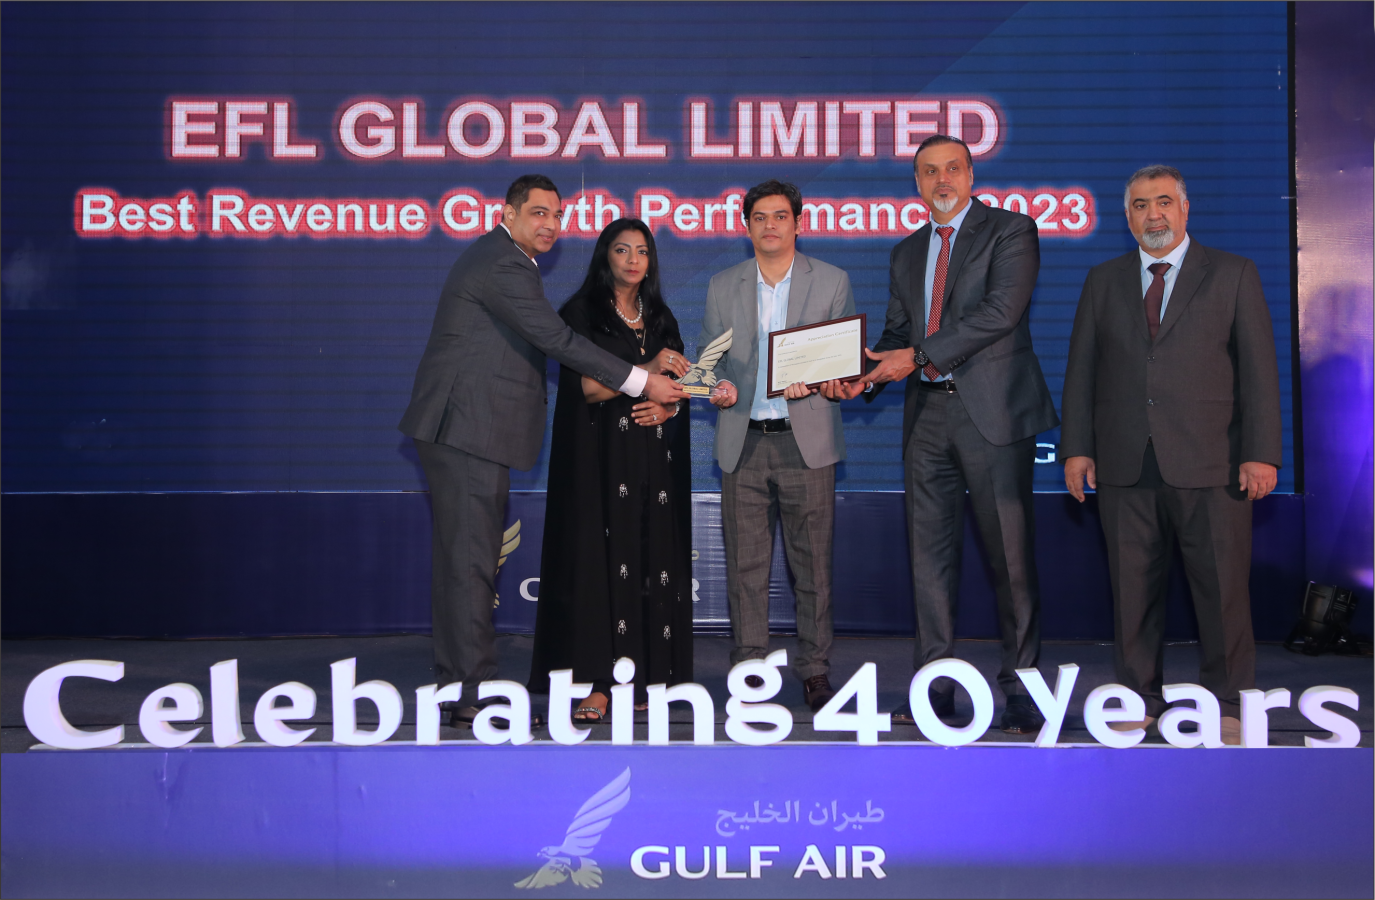 EFL GLOBAL LIMITED
Best Revenue Growth Performance 2023
G
Celebrating 40 years
طيران الخليج
GULF AIR